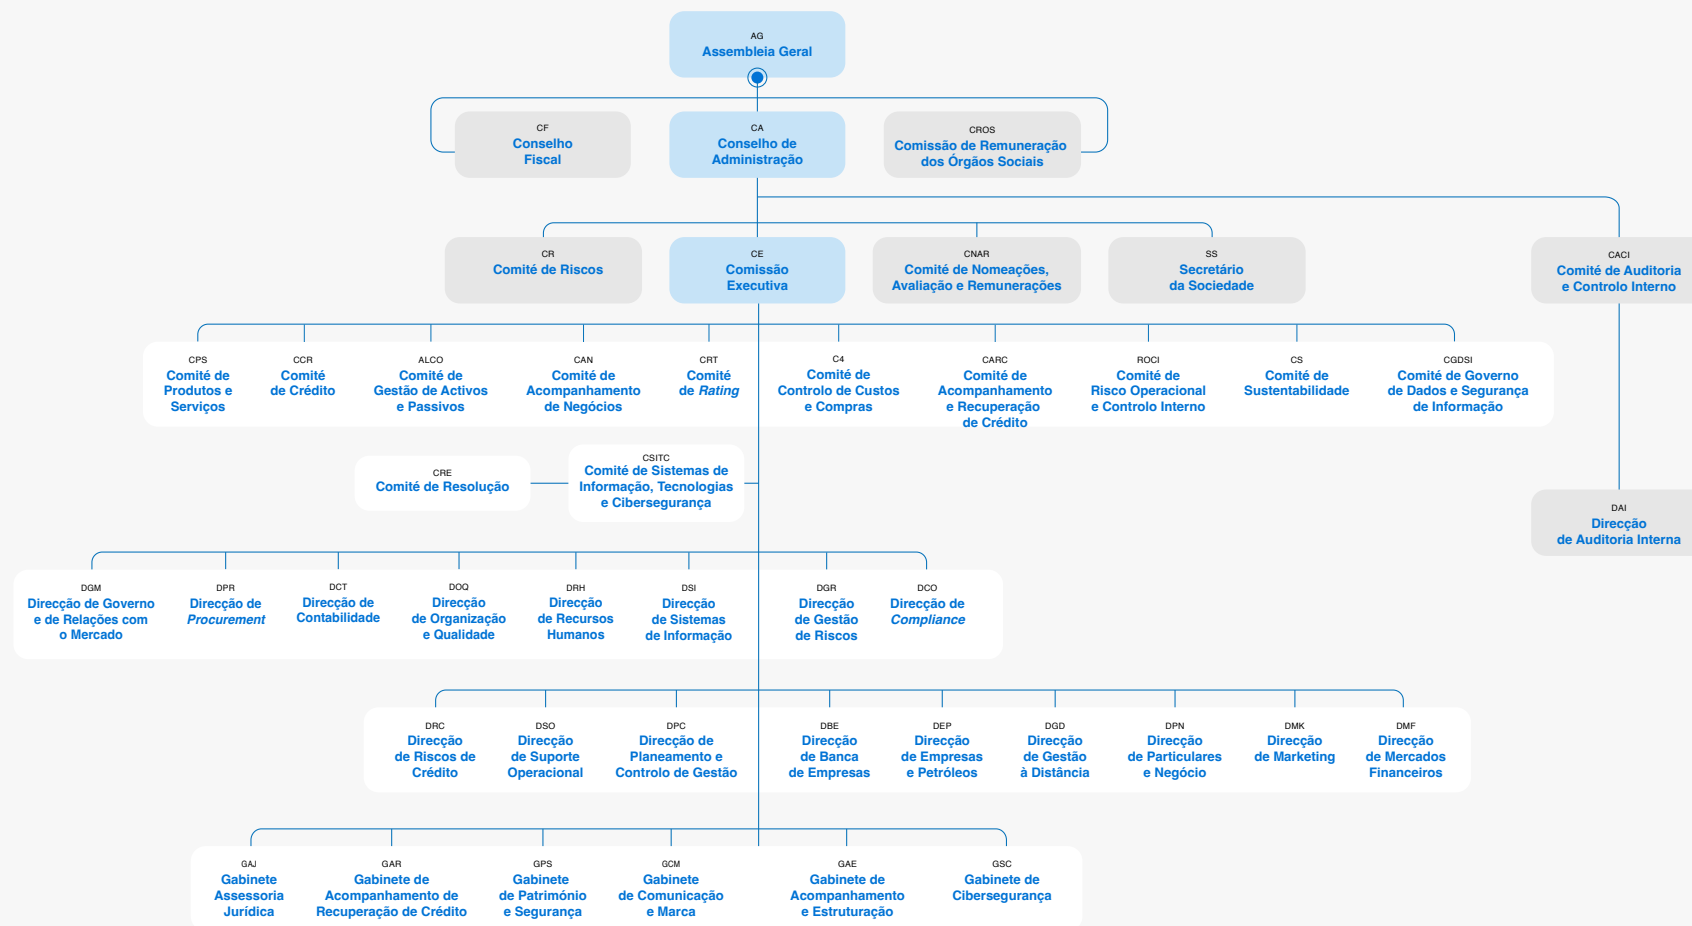 AG
Assembleia Geral
CF
Conselho
Fiscal
CA
Conselho de
Administração
CROS
Comissão de Remuneração
dos Órgãos Sociais
CR
Comité de Riscos
CE
Comissão
Executiva
CNAR
Comité de Nomeações,
Avaliação e Remunerações
SS
Secretário
da Sociedade
CACI
Comité de Auditoria
e Controlo Interno
CPS
Comité de
Produtos e
Serviços
CCR
Comité
de Crédito
ALCO
Comité de
Gestão de Activos
e Passivos
CAN
Comité de
Acompanhamento
de Negócios
CRT
Comité
de Rating
C4
Comité de
Controlo de Custos
e Compras
CARC
Comité de
Acompanhamento
e Recuperação
de Crédito
ROCI
Comité de
Risco Operacional
e Controlo Interno
CS
Comité de
Sustentabilidade
CGDSI
Comité de Governo
de Dados e Segurança
de Informação
CRE
Comité de Resolução
CSITC
Comité de Sistemas de
Informação, Tecnologias
e Cibersegurança
DAI
Direcção
de Auditoria Interna
DGM
Direcção de Governo
e de Relações com
o Mercado
DPR
Direcção de
Procurement
DCT
Direcção de
Contabilidade
DOQ
Direcção
de Organização
e Qualidade
DRH
Direcção
de Recursos
Humanos
DSI
Direcção
de Sistemas
de Informação
DGR
Direcção
de Gestão
de Riscos
DCO
Direcção de
Compliance
DRC
Direcção
de Riscos de
Crédito
DSO
Direcção
de Suporte
Operacional
DPC
Direcção de
Planeamento e
Controlo de Gestão
DBE
Direcção
de Banca
de Empresas
DEP
Direcção
de Empresas
e Petróleos
DGD
Direcção
de Gestão
à Distância
DPN
Direcção
de Particulares
e Negócio
DMK
Direcção
de Marketing
DMF
Direcção
de Mercados
Financeiros
GAJ
Gabinete
Assessoria
Jurídica
GAR
Gabinete de
Acompanhamento de
Recuperação de Crédito
GPS
Gabinete
de Património
e Segurança
GCM
Gabinete
de Comunicação
e Marca
GAE
Gabinete de
Acompanhamento
e Estruturação
GSC
Gabinete de
Cibersegurança